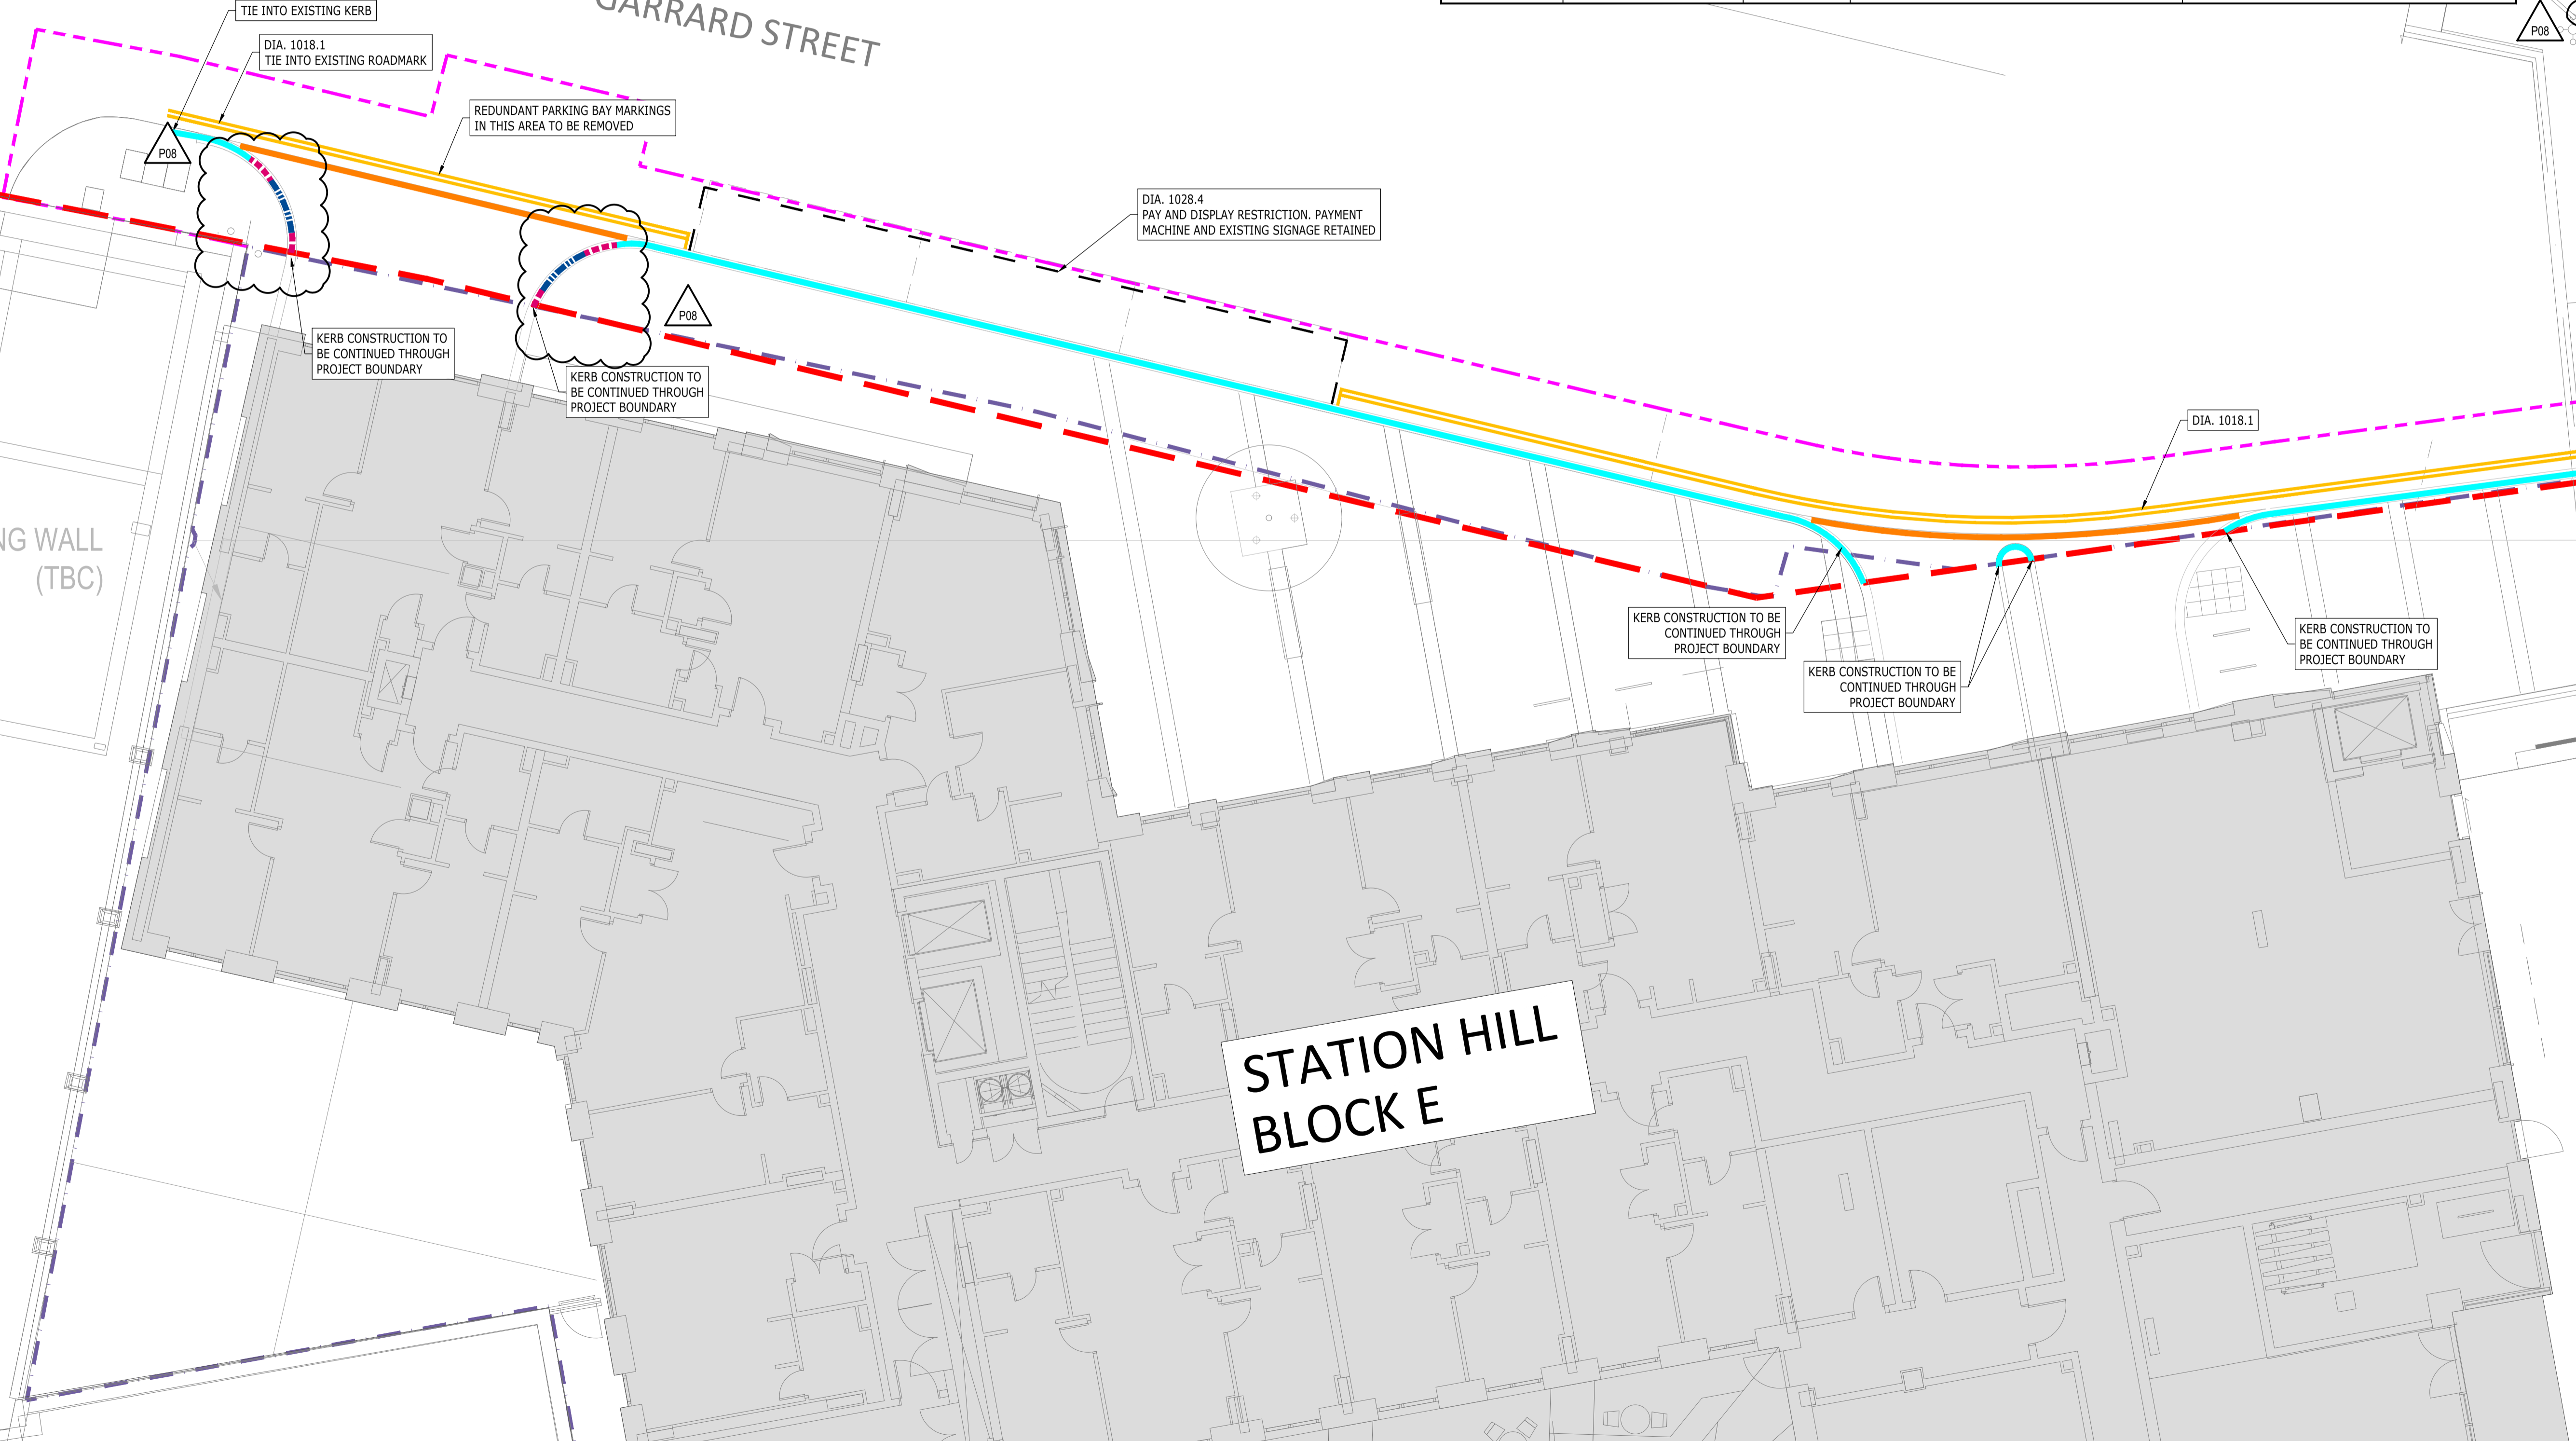 TIE INTO EXISTING KERB
GARRARD STREET
P08
DIA. 1018.1
TIE INTO EXISTING ROADMARK
REDUNDANT PARKING BAY MARKINGS
IN THIS AREA TO BE REMOVED
P08
DIA. 1028.4
PAY AND DISPLAY RESTRICTION. PAYMENT
MACHINE AND EXISTING SIGNAGE RETAINED
P08
KERB CONSTRUCTION TO
BE CONTINUED THROUGH
PROJECT BOUNDARY
KERB CONSTRUCTION TO
BE CONTINUED THROUGH
PROJECT BOUNDARY
DIA. 1018.1
NG WALL
(TBC)
KERB CONSTRUCTION TO BE
CONTINUED THROUGH
PROJECT BOUNDARY
KERB CONSTRUCTION TO BE
CONTINUED THROUGH
PROJECT BOUNDARY
KERB CONSTRUCTION TO
BE CONTINUED THROUGH
PROJECT BOUNDARY
STATION HILL
BLOCK E